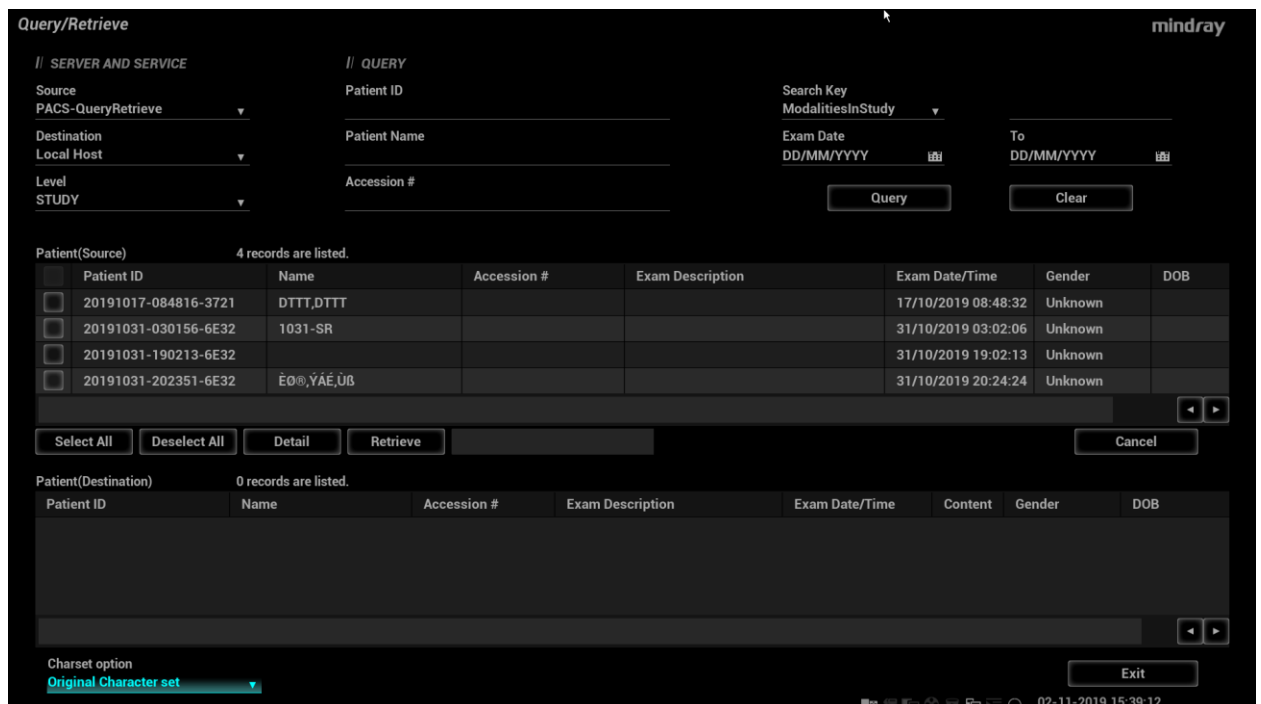 Query/Retrieve
mindray
// SERVER AND SERVICE
// QUERY
Source
PACS-QueryRetrieve
Patient ID
Search Key
ModalitiesInStudy
Destination
Local Host
Patient Name
Exam Date
DD/MM/YYYY
To
DD/MM/YYYY
Level
STUDY
Accession #
Query
Clear
Patient(Source) 4 records are listed.
Patient ID Name Accession # Exam Description Exam Date/Time Gender DOB
20191017-084816-3721 DTTT,DTTT 17/10/2019 08:48:32 Unknown
20191031-030156-6E32 1031-SR 31/10/2019 03:02:06 Unknown
20191031-190213-6E32 31/10/2019 19:02:13 Unknown
20191031-202351-6E32 ÈØ®,ÝÁÉ,Ùß 31/10/2019 20:24:24 Unknown
Select All Deselect All Detail Retrieve Cancel
Patient(Destination) 0 records are listed.
Patient ID Name Accession # Exam Description Exam Date/Time Content Gender DOB
Charset option
Original Character set
Exit
02-11-2019 15:39:12